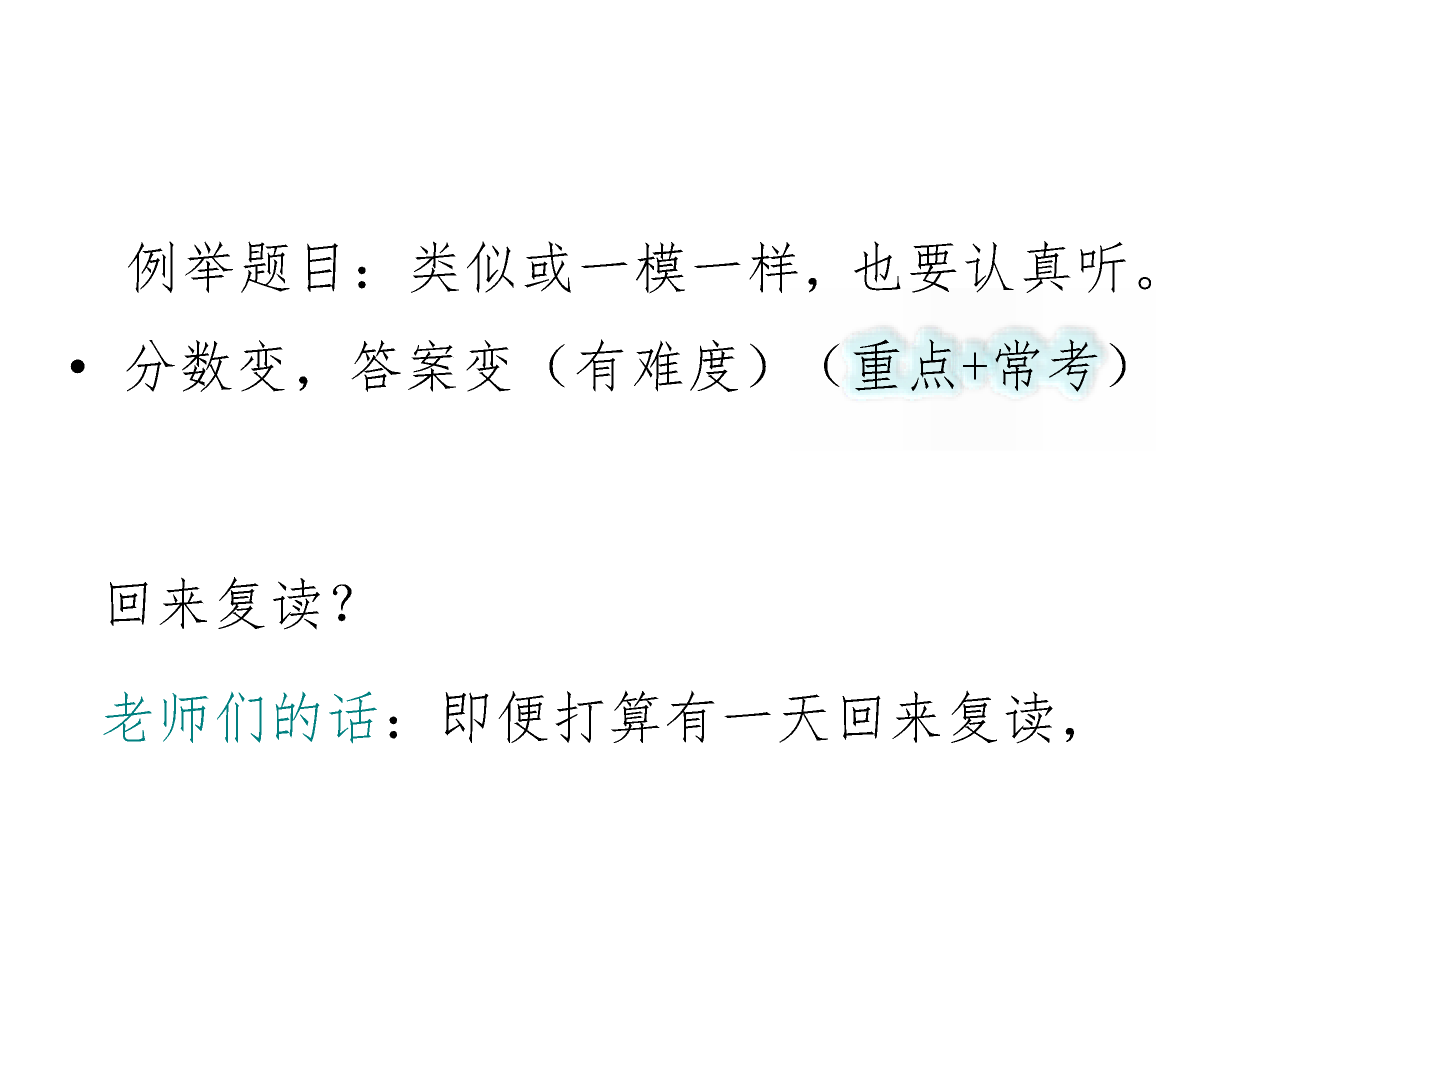 例举题目：类似或一模一样，也要认真听。
• 分数变，答案变（有难度）（重点+常考）
回来复读？
老师们的话：即便打算有一天回来复读，